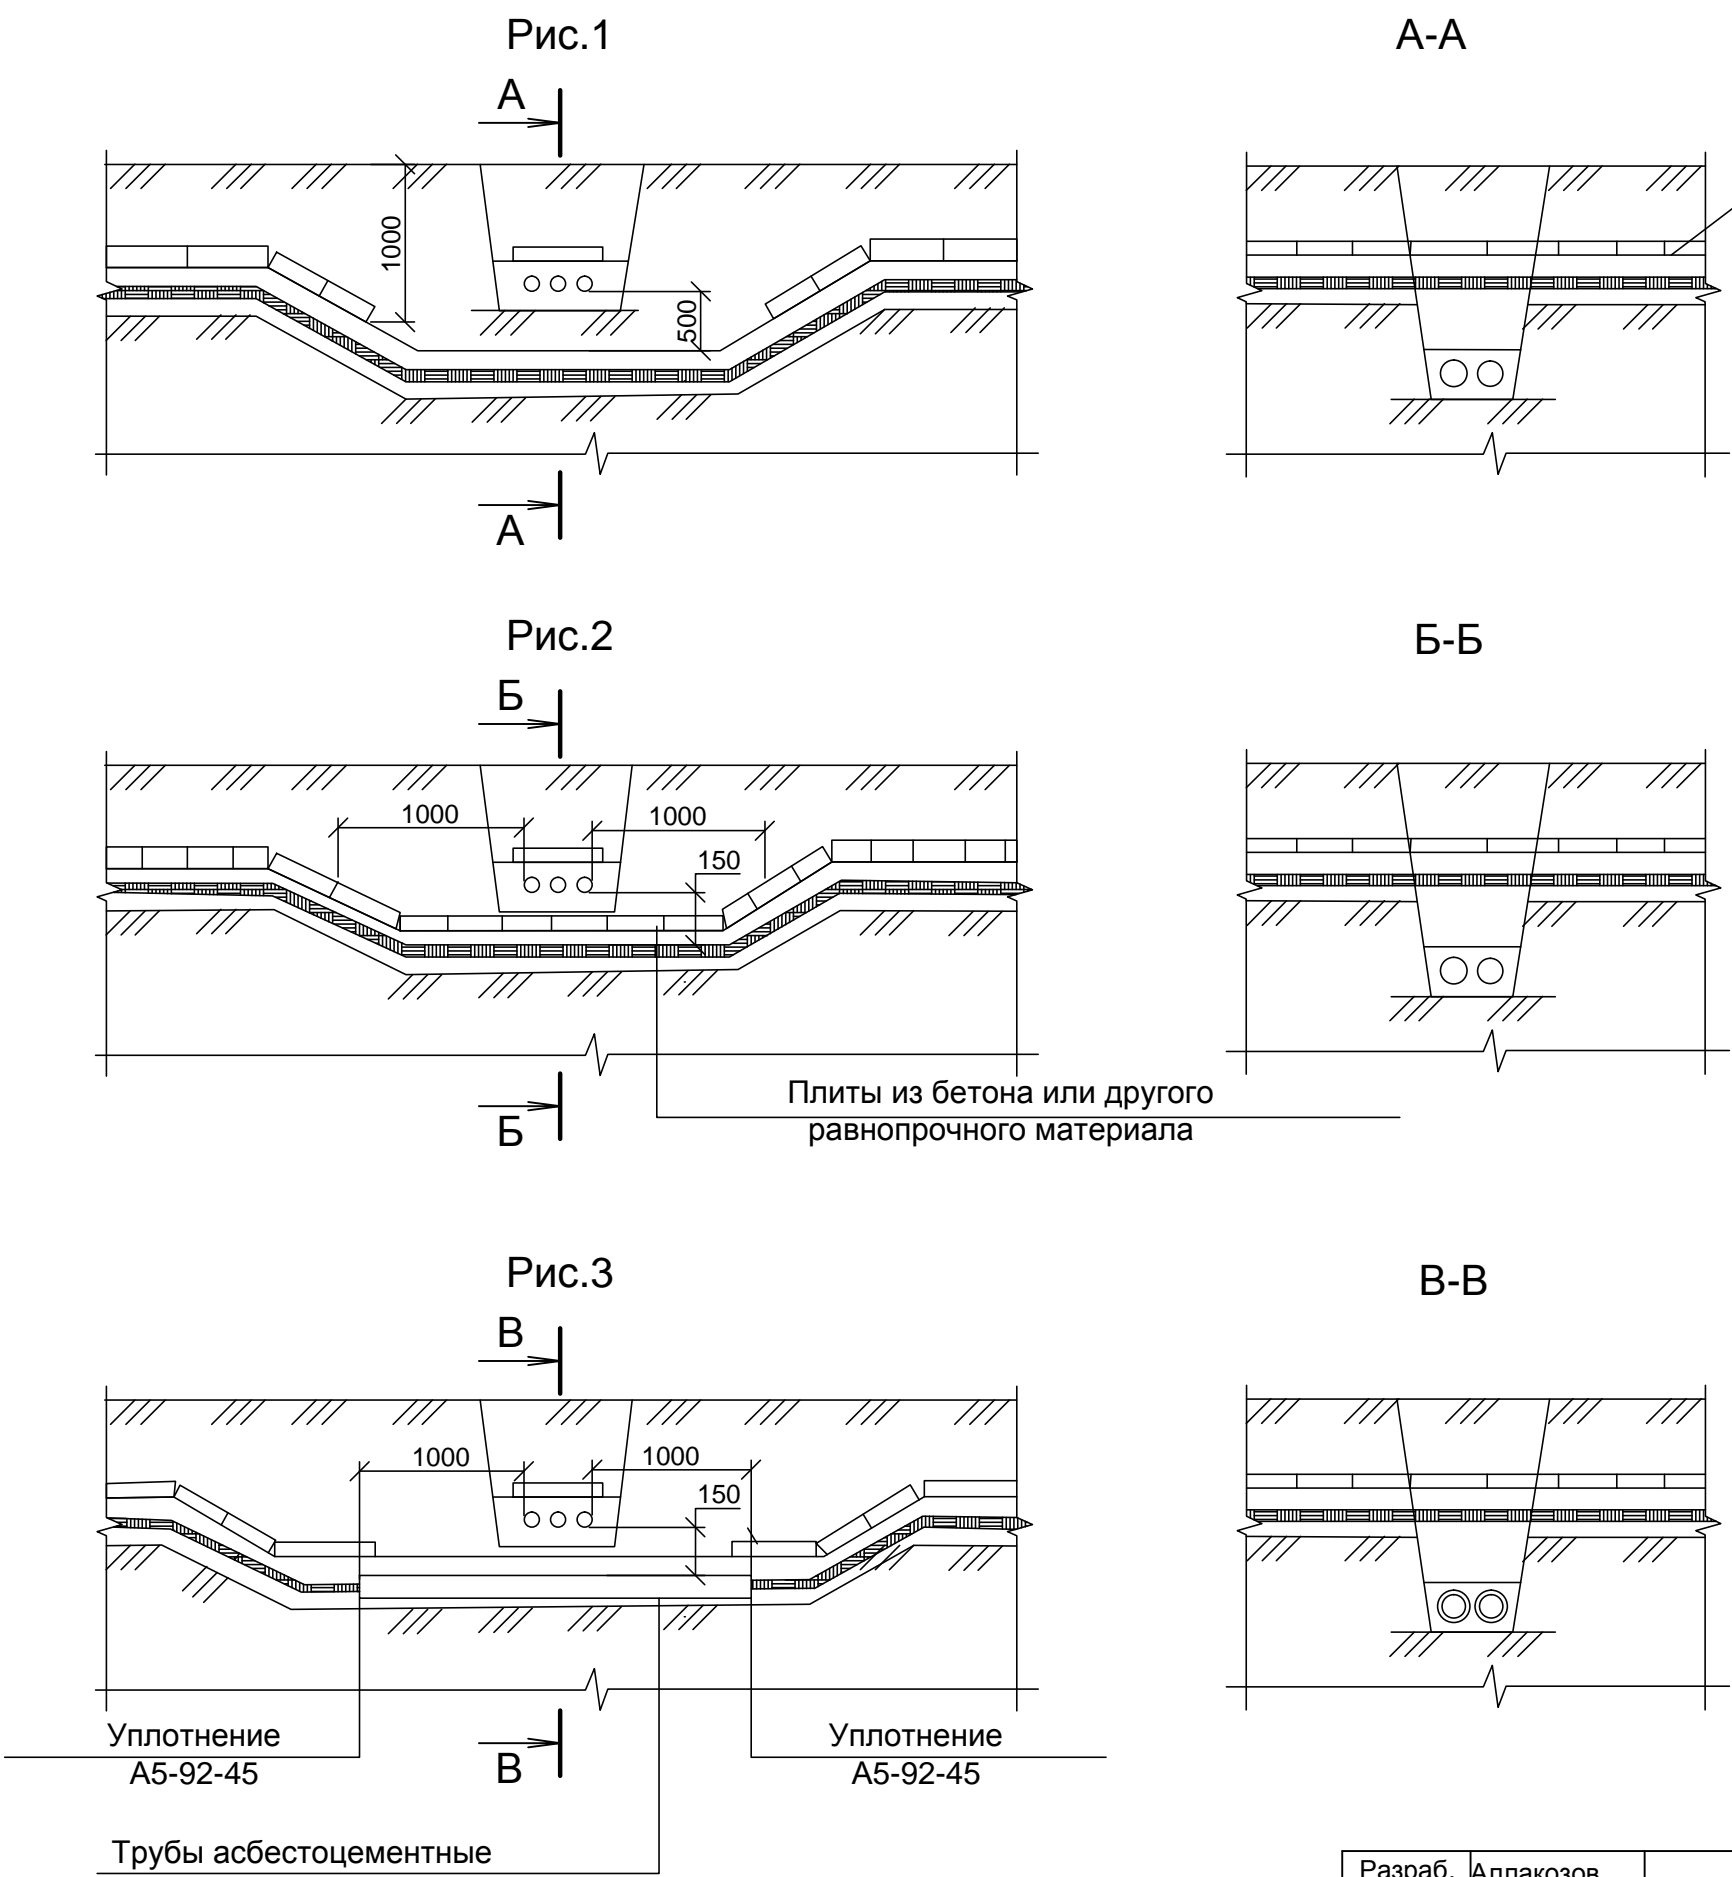 Рис.1
А-А
А
1000
500
А
Рис.2
Б-Б
Б
1000
1000
150
Плиты из бетона или другого
равнопрочного материала
Б
Рис.3
В-В
В
1000
1000
150
Уплотнение
А5-92-45
В
Уплотнение
А5-92-45
Трубы асбестоцементные
Разраб.